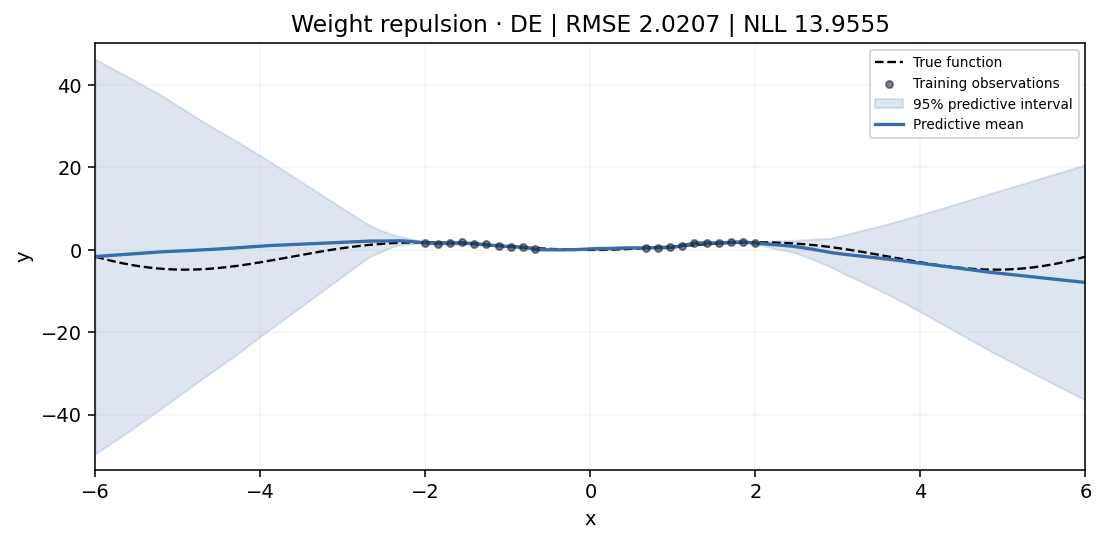 Weight repulsion · DE | RMSE 2.0207 | NLL 13.9555
True function
Training observations
95% predictive interval
Predictive mean
y
40
20
0
−20
−40
−6
−4
−2
0
2
4
6
x